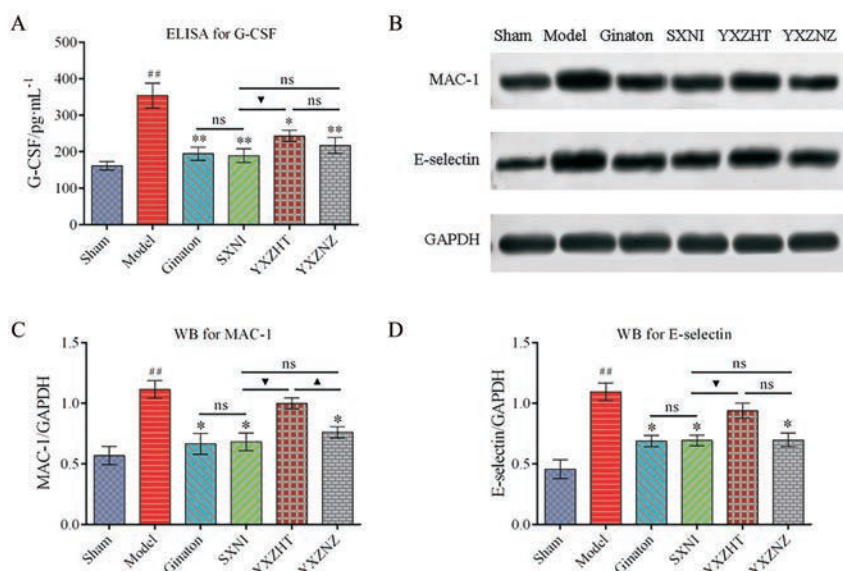 A
ELISA for G-CSF
G-CSF/pg·mL⁻¹
400
300
200
100
0
500
##
**
ns
**
▼
ns
*
ns
**
Sham
Model
Ginaton
SXNI
YXZHT
YXZNZ
B
Sham Model Ginaton SXNI YXZHT YXZNZ
MAC-1
E-selectin
GAPDH
C
WB for MAC-1
MAC-1/GAPDH
1.5
1.0
0.5
0.0
##
*
ns
*
▼
ns
▲
*
Sham
Model
Ginaton
SXNI
YXZHT
YXZNZ
D
WB for E-selectin
E-selectin/GAPDH
1.5
1.0
0.5
0.0
##
*
ns
*
▼
ns
ns
*
Sham
Model
Ginaton
SXNI
YXZHT
YXZNZ